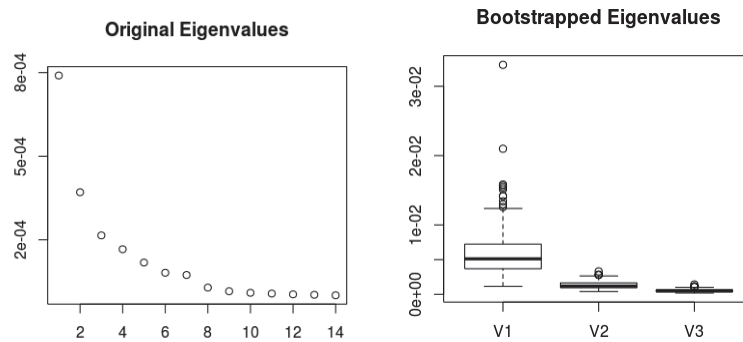 Original Eigenvalues
8e-04
5e-04
2e-04
2 4 6 8 10 12 14
Bootstrapped Eigenvalues
3e-02
2e-02
1e-02
0e+00
V1 V2 V3